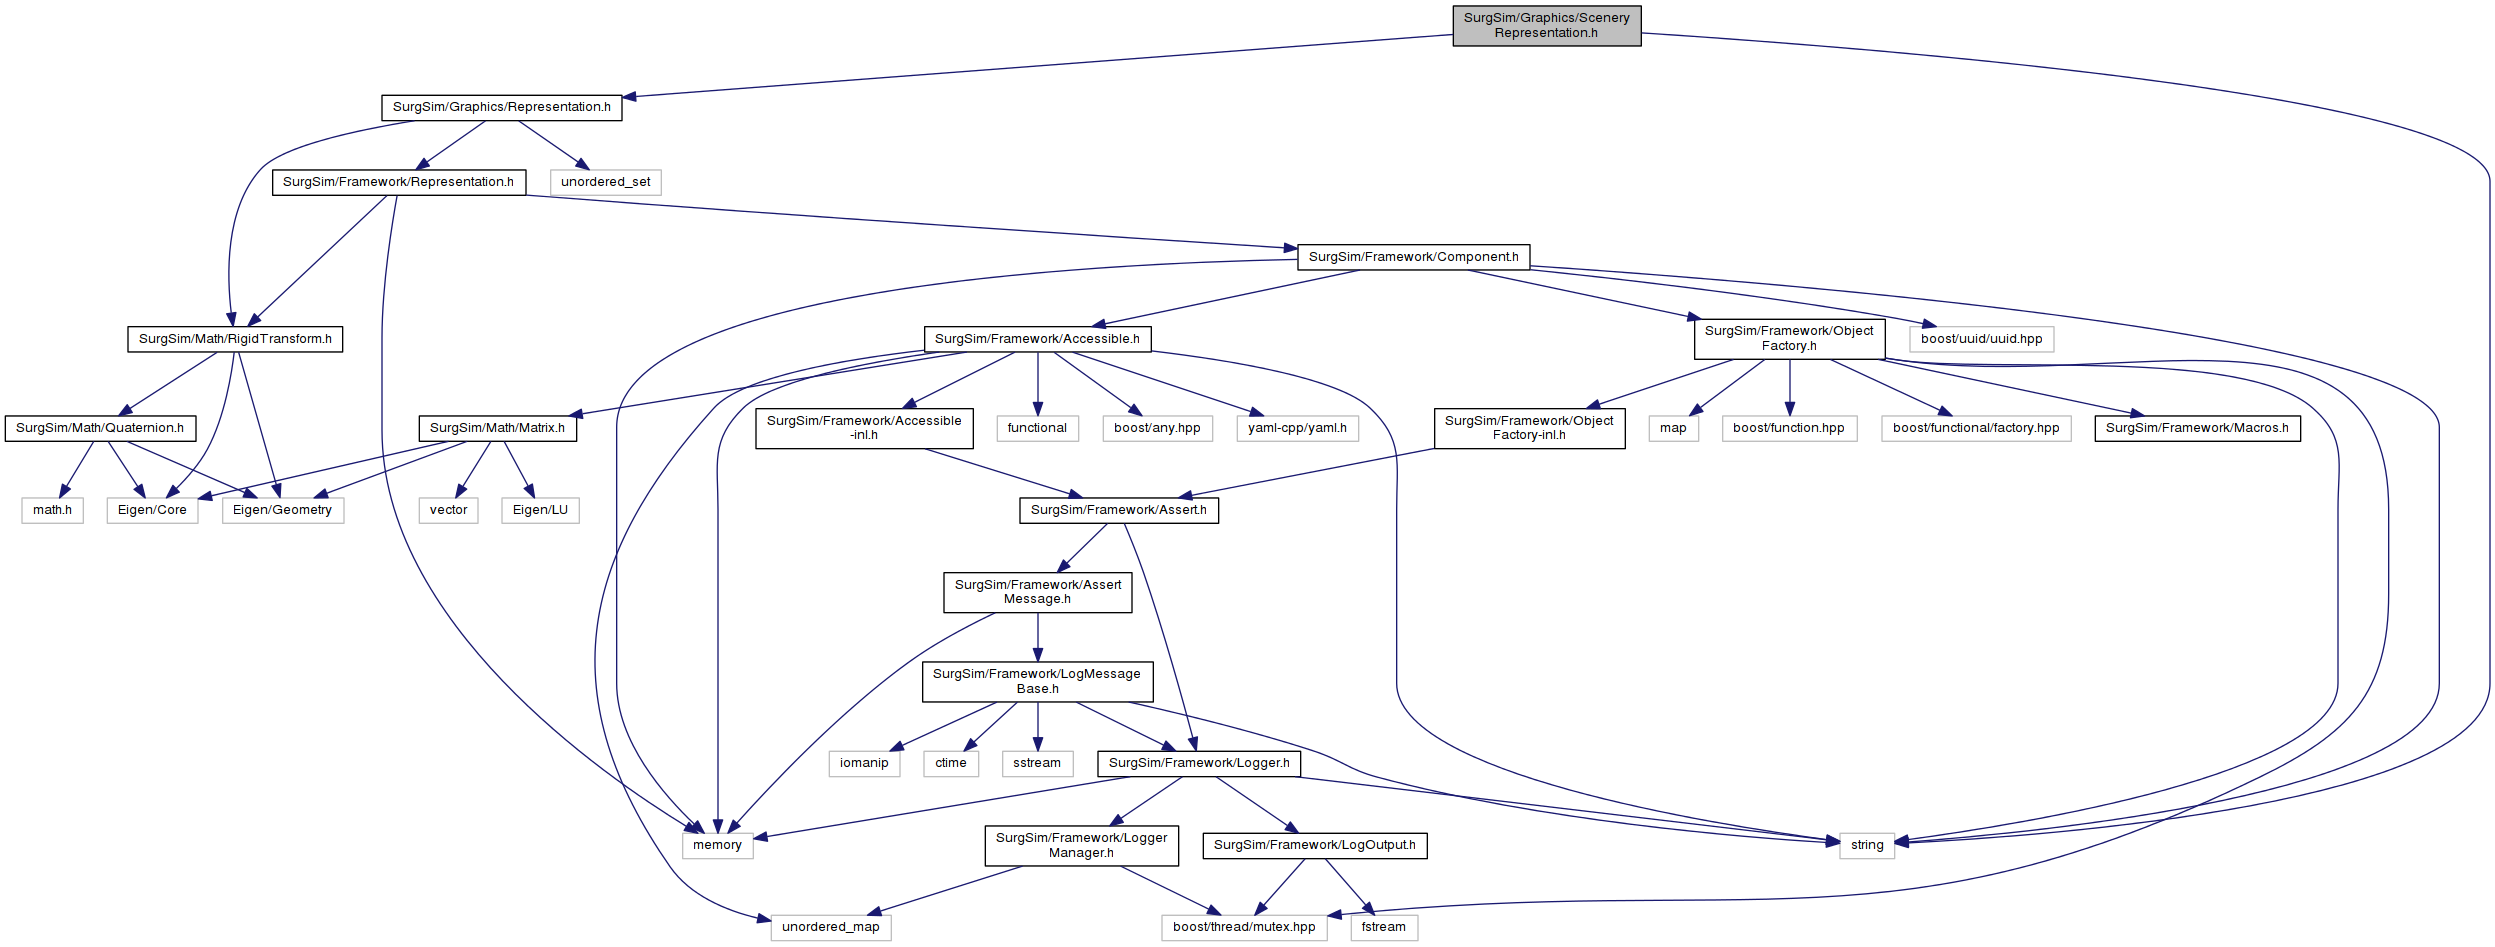 SurgSim/Graphics/Scenery
Representation.h
SurgSim/Graphics/Representation.h
SurgSim/Framework/Representation.h
unordered_set
SurgSim/Framework/Component.h
SurgSim/Math/RigidTransform.h
SurgSim/Framework/Accessible.h
SurgSim/Framework/Object
Factory.h
boost/uuid/uuid.hpp
SurgSim/Math/Quaternion.h
SurgSim/Math/Matrix.h
SurgSim/Framework/Accessible
-inl.h
functional
boost/any.hpp
yaml-cpp/yaml.h
SurgSim/Framework/Object
Factory-inl.h
map
boost/function.hpp
boost/functional/factory.hpp
SurgSim/Framework/Macros.h
math.h
Eigen/Core
Eigen/Geometry
vector
Eigen/LU
SurgSim/Framework/Assert.h
SurgSim/Framework/Assert
Message.h
SurgSim/Framework/LogMessage
Base.h
iomanip
ctime
sstream
SurgSim/Framework/Logger.h
memory
SurgSim/Framework/Logger
Manager.h
SurgSim/Framework/LogOutput.h
string
unordered_map
boost/thread/mutex.hpp
fstream